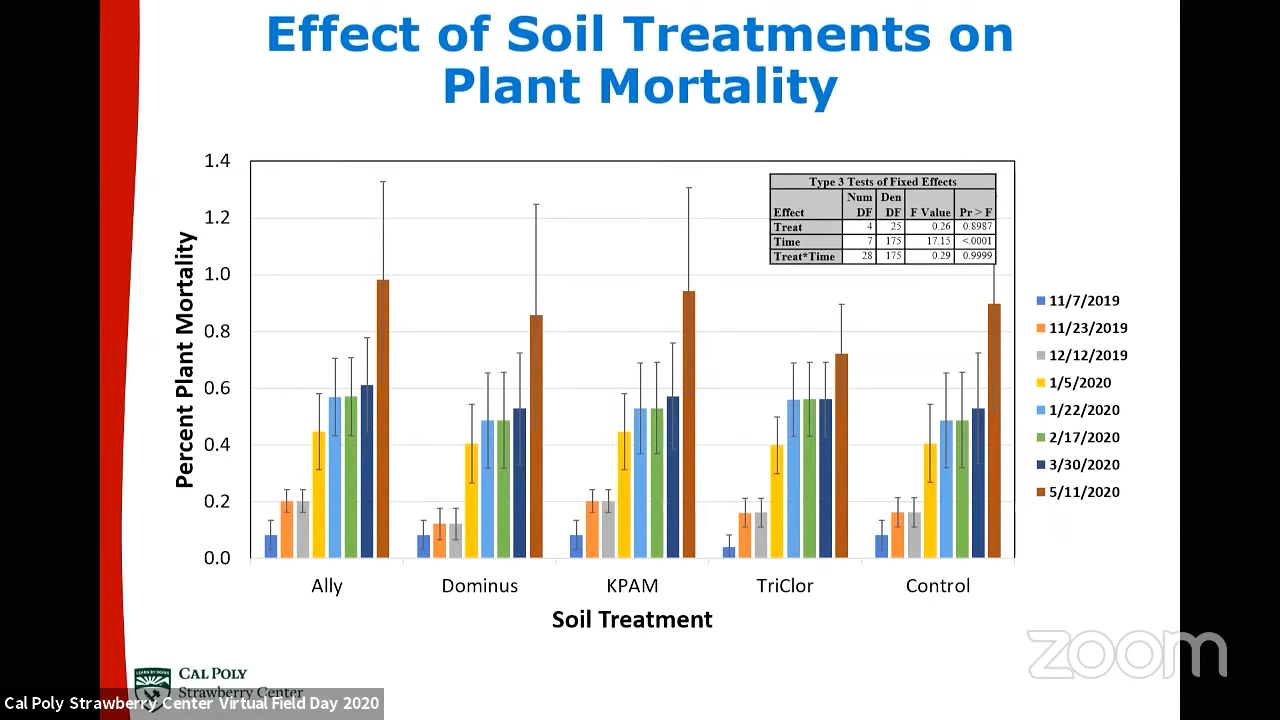 Effect of Soil Treatments on
Plant Mortality
Percent Plant Mortality
1.4
1.2
1.0
0.8
0.6
0.4
0.2
0.0
Type 3 Tests of Fixed Effects
Effect Num DF Den DF F Value Pr > F
Treat 4 25 0.26 0.8987
Time 7 175 17.15 <.0001
Treat*Time 28 175 0.29 0.9999
11/7/2019
11/23/2019
12/12/2019
1/5/2020
1/22/2020
2/17/2020
3/30/2020
5/11/2020
Ally Dominus KPAM TriClor Control
Soil Treatment
zoom
CAL POLY
Strawberry Center
Cal Poly Strawberry Center Virtual Field Day 2020